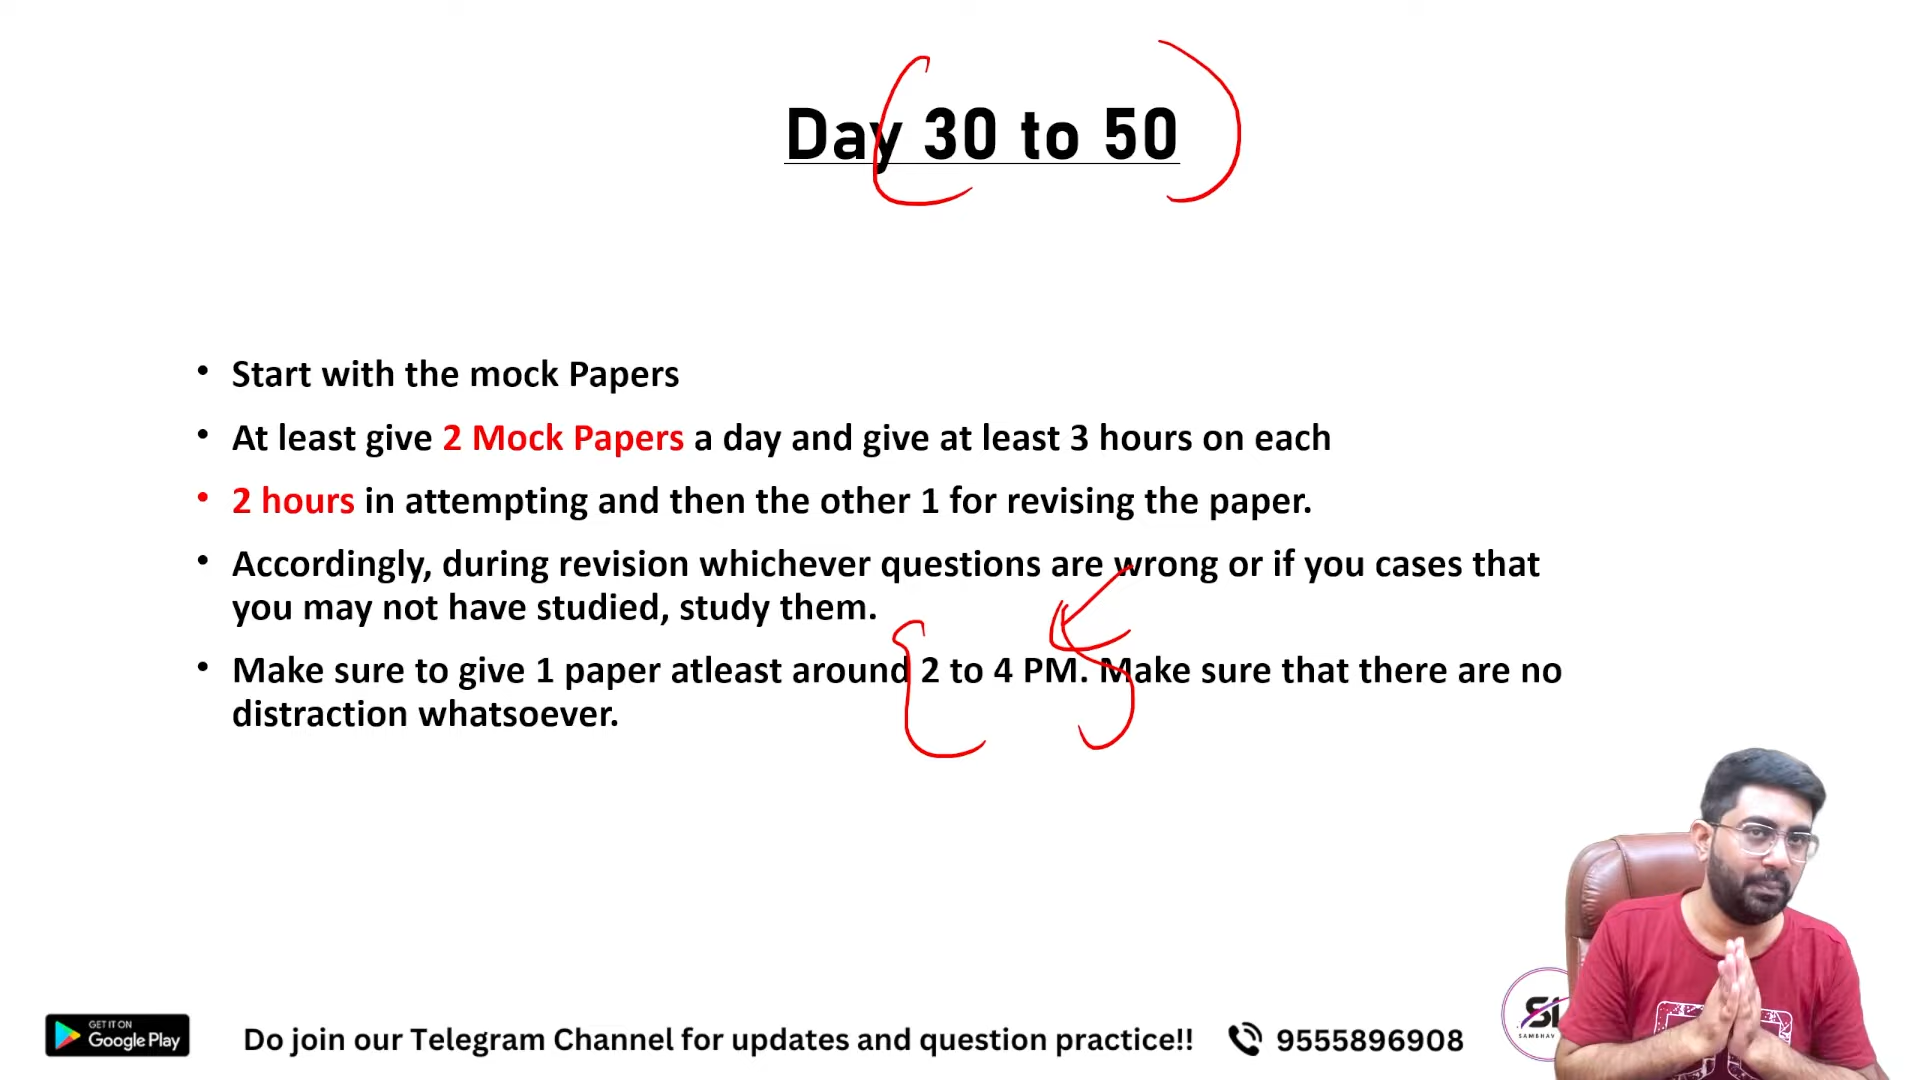 Day 30 to 50
• Start with the mock Papers
• At least give 2 Mock Papers a day and give at least 3 hours on each
• 2 hours in attempting and then the other 1 for revising the paper.
• Accordingly, during revision whichever questions are wrong or if you cases that
you may not have studied, study them.
• Make sure to give 1 paper atleast around 2 to 4 PM. Make sure that there are no
distraction whatsoever.
GET IT ON
Google Play
Do join our Telegram Channel for updates and question practice!!
9555896908
SAMBHAV